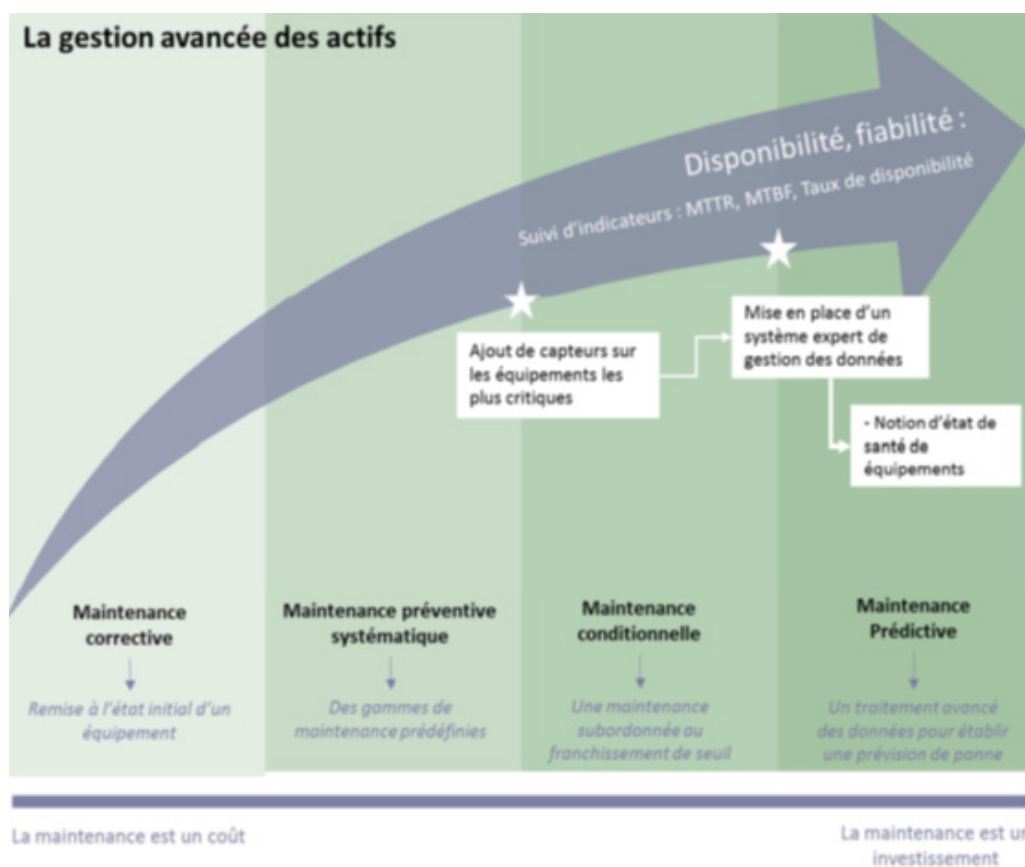 La gestion avancée des actifs
Disponibilité, fiabilité :
Suivi d'indicateurs : MTTR, MTBF, Taux de disponibilité
Ajout de capteurs sur
les équipements les
plus critiques
Mise en place d'un
système expert de
gestion des données
- Notion d'état de
santé de
équipements
Maintenance
corrective
Remise à l'état initial d'un
équipement
Maintenance préventive
systématique
Des gammes de
maintenance prédéfinies
Maintenance
conditionnelle
Une maintenance
subordonnée au
franchissement de seuil
Maintenance
Prédictive
Un traitement avancé
des données pour établir
une prévision de panne
La maintenance est un coût
La maintenance est un
investissement